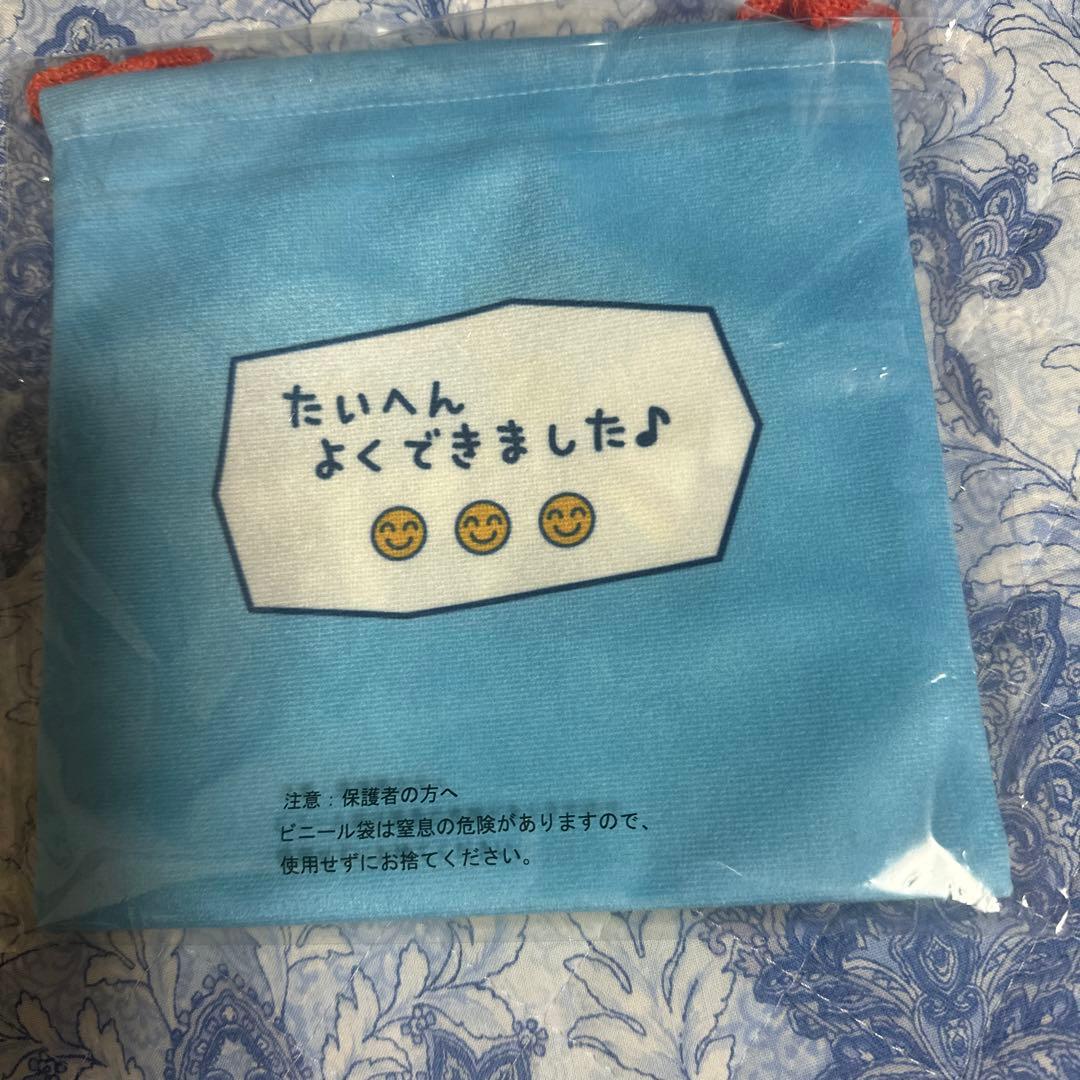 たいへん
よくできました♪
注意：保護者の方へ
ビニール袋は窒息の危険がありますので、
使用せずにお捨てください。